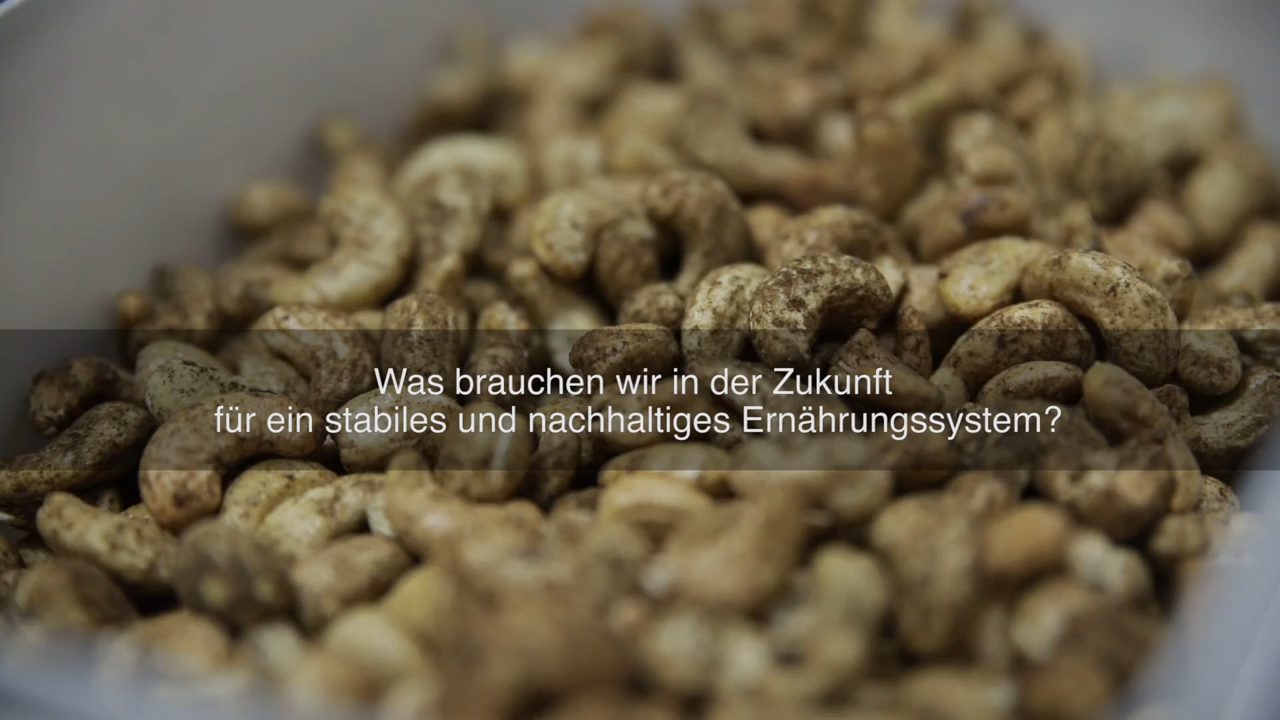 Was brauchen wir in der Zukunft
für ein stabiles und nachhaltiges Ernährungssystem?